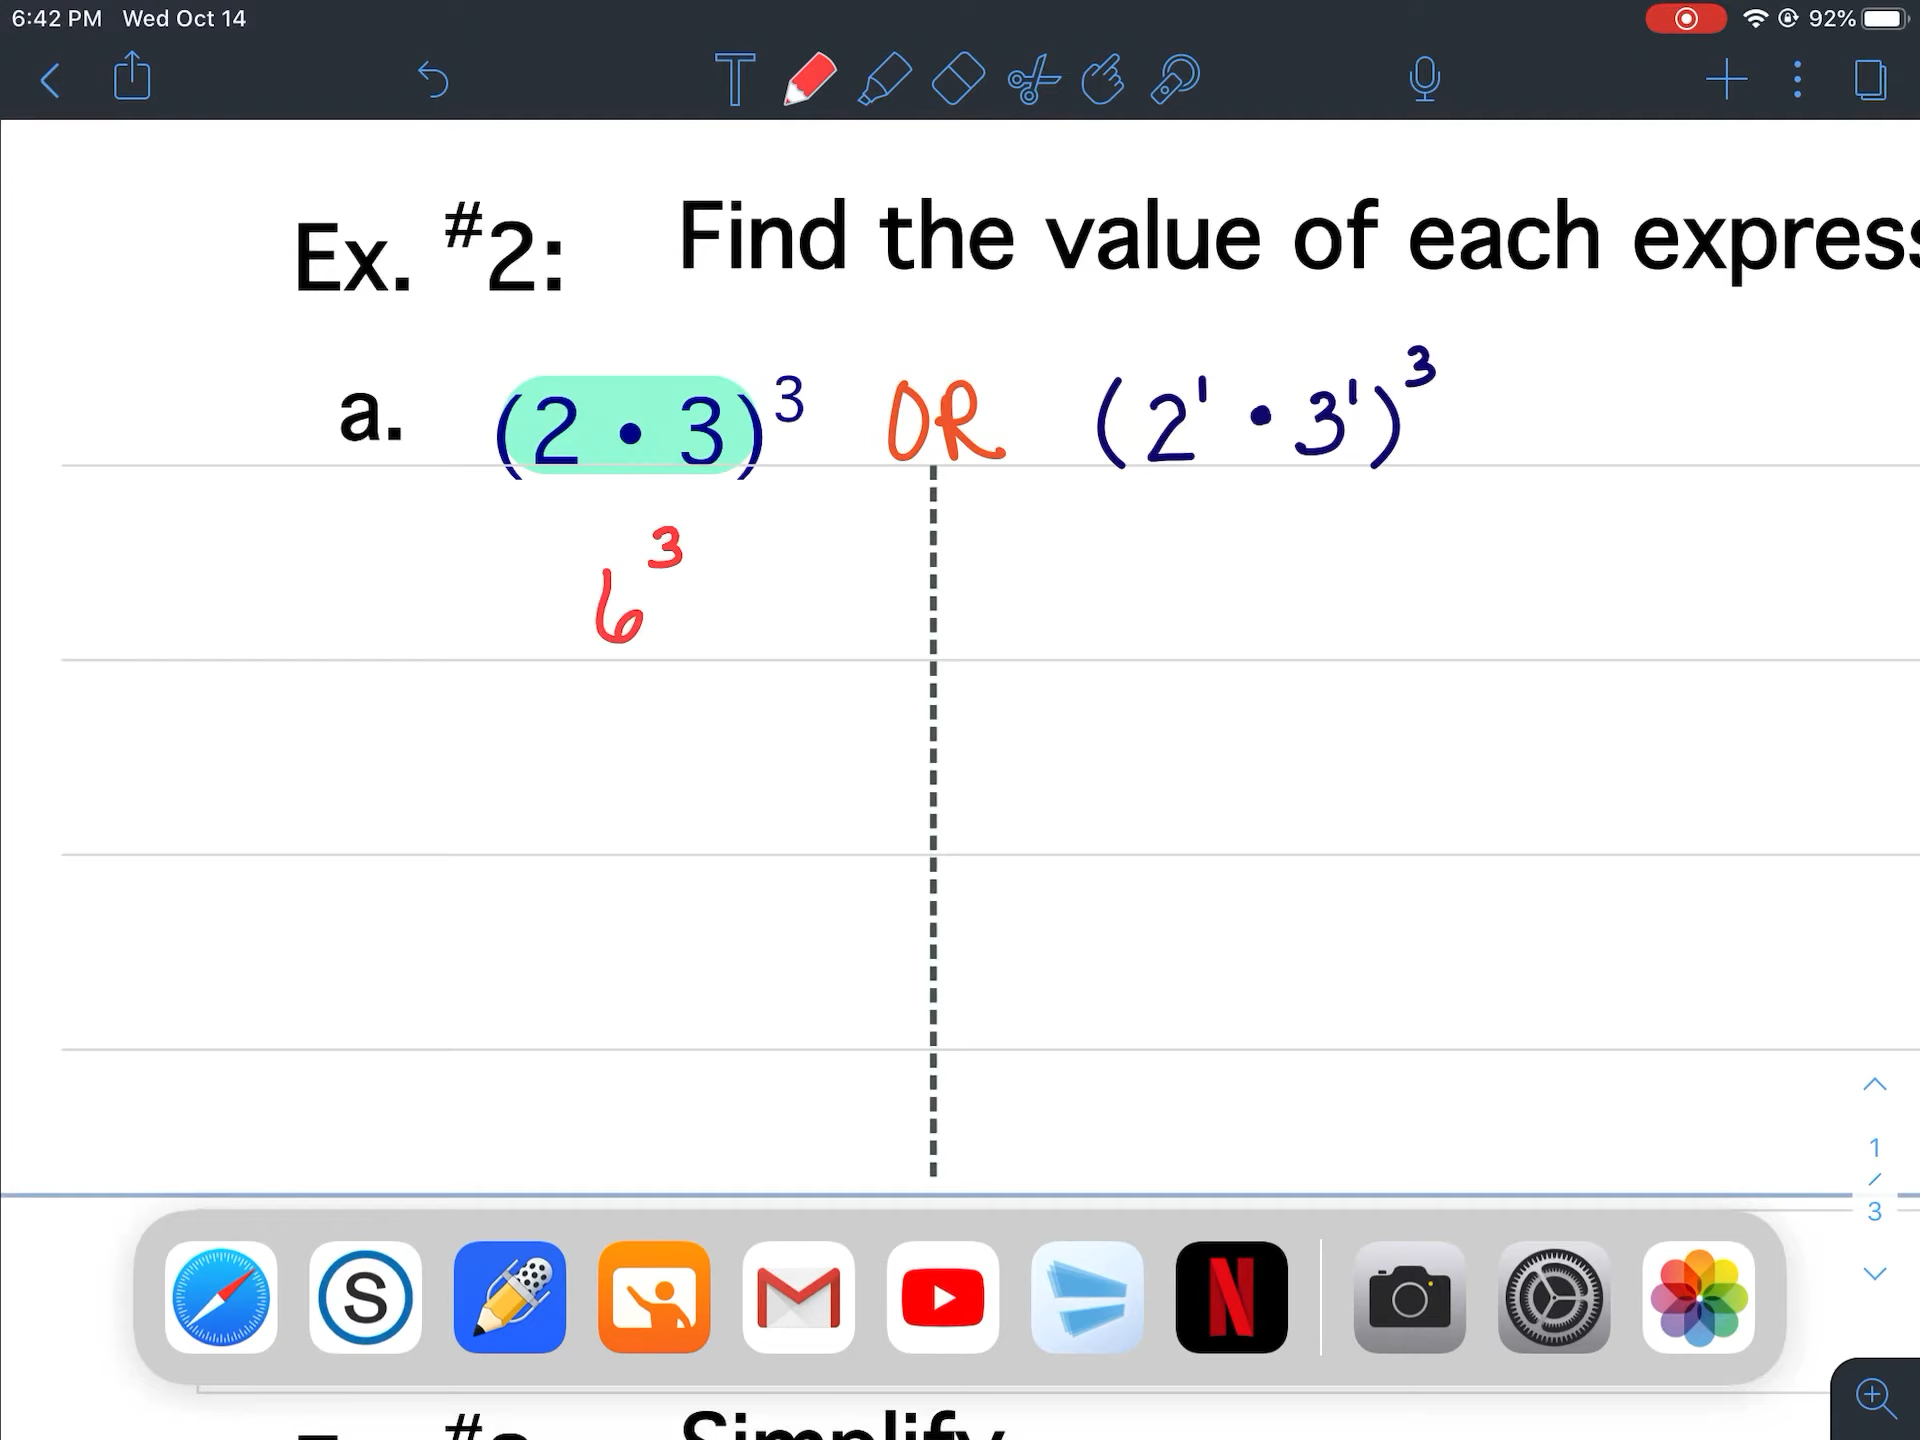 6:42 PM Wed Oct 14 92%
Ex. #2: Find the value of each express
a. (2 • 3)³ OR (2¹ • 3¹)³
6³
1
/
3
S
N
Simplify